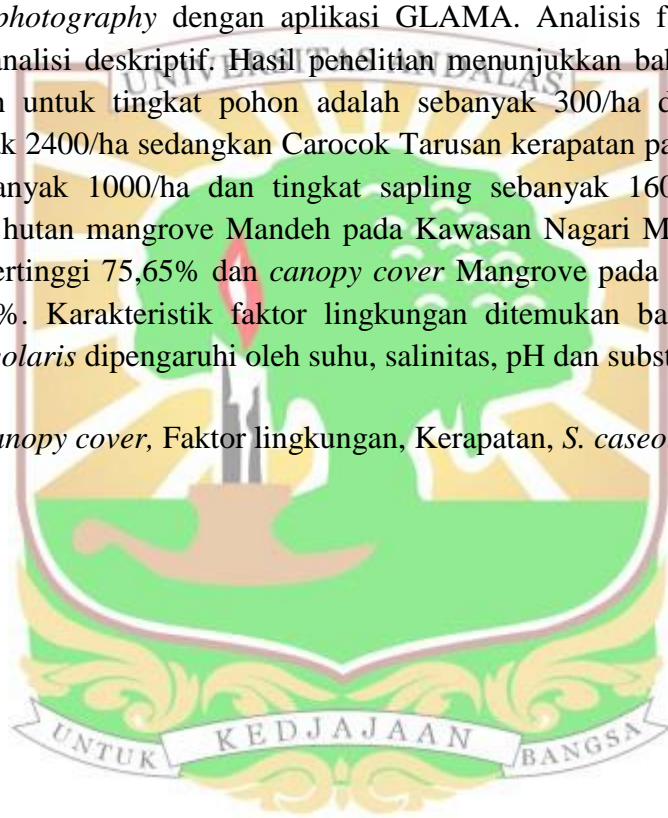 photography dengan aplikasi GLAMA. Analisis f
analisi deskriptif. Hasil penelitian menunjukkan bal
untuk tingkat pohon adalah sebanyak 300/ha d
k 2400/ha sedangkan Carocok Tarusan kerapatan pa
anyak 1000/ha dan tingkat sapling sebanyak 160
hutan mangrove Mandeh pada Kawasan Nagari M
ertinggi 75,65% dan canopy cover Mangrove pada
%. Karakteristik faktor lingkungan ditemukan ba
olaris dipengaruhi oleh suhu, salinitas, pH dan subst
anopy cover, Faktor lingkungan, Kerapatan, S. caseo
UNIVERSITAS ANDALAS
UNTUK KEDJAJAAN BANGSA